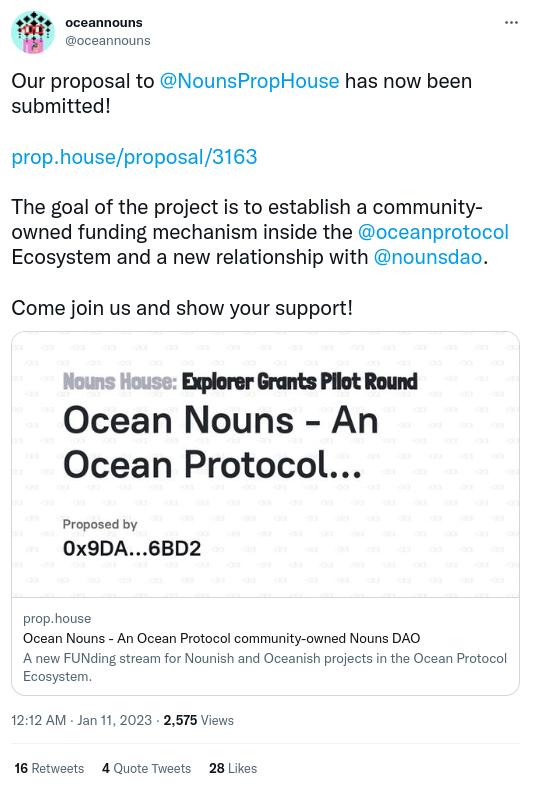 oceannouns
@oceannouns
Our proposal to @NounsPropHouse has now been
submitted!
prop.house/proposal/3163
The goal of the project is to establish a community-
owned funding mechanism inside the @oceanprotocol
Ecosystem and a new relationship with @nounsdao.
Come join us and show your support!
Nouns House: Explorer Grants Pilot Round
Ocean Nouns - An
Ocean Protocol...
Proposed by
0x9DA...6BD2
prop.house
Ocean Nouns - An Ocean Protocol community-owned Nouns DAO
A new FUNding stream for Nounish and Oceanish projects in the Ocean Protocol
Ecosystem.
12:12 AM · Jan 11, 2023 · 2,575 Views
16 Retweets 4 Quote Tweets 28 Likes